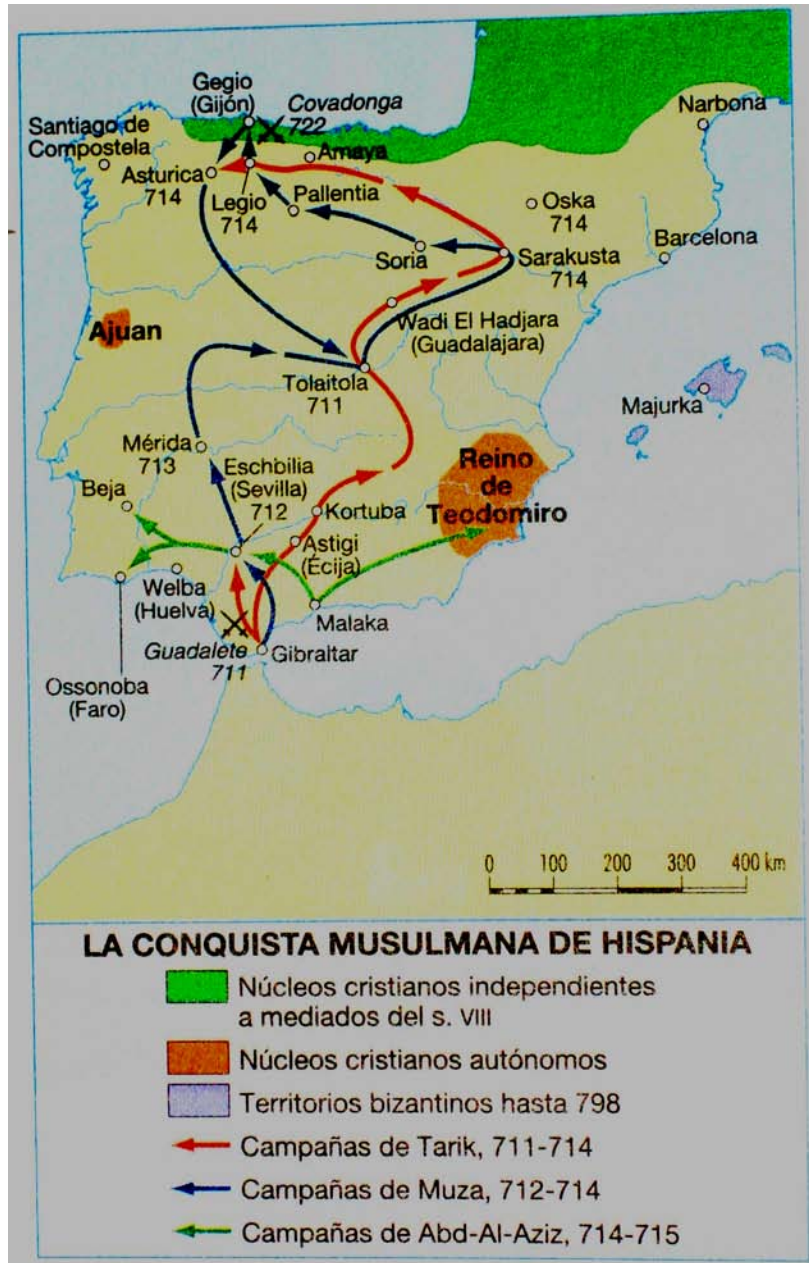 Gegio
(Gijón)
Covadonga
722
Narbona
Santiago de
Compostela
Amaya
Asturica
714
Legio
714
Pallentia
Oska
714
Soria
Sarakusta
714
Barcelona
Ajuan
Wadi El Hadjara
(Guadalajara)
Tolaitola
711
Majurka
Mérida
713
Eschbilia
(Sevilla)
712
Reino
de
Teodomiro
Beja
Kortuba
Astigi
(Écija)
Welba
(Huelva)
Malaka
Guadalete
711
Gibraltar
Ossonoba
(Faro)
0 100 200 300 400 km
LA CONQUISTA MUSULMANA DE HISPANIA
Núcleos cristianos independientes
a mediados del s. VIII
Núcleos cristianos autónomos
Territorios bizantinos hasta 798
Campañas de Tarik, 711-714
Campañas de Muza, 712-714
Campañas de Abd-Al-Aziz, 714-715